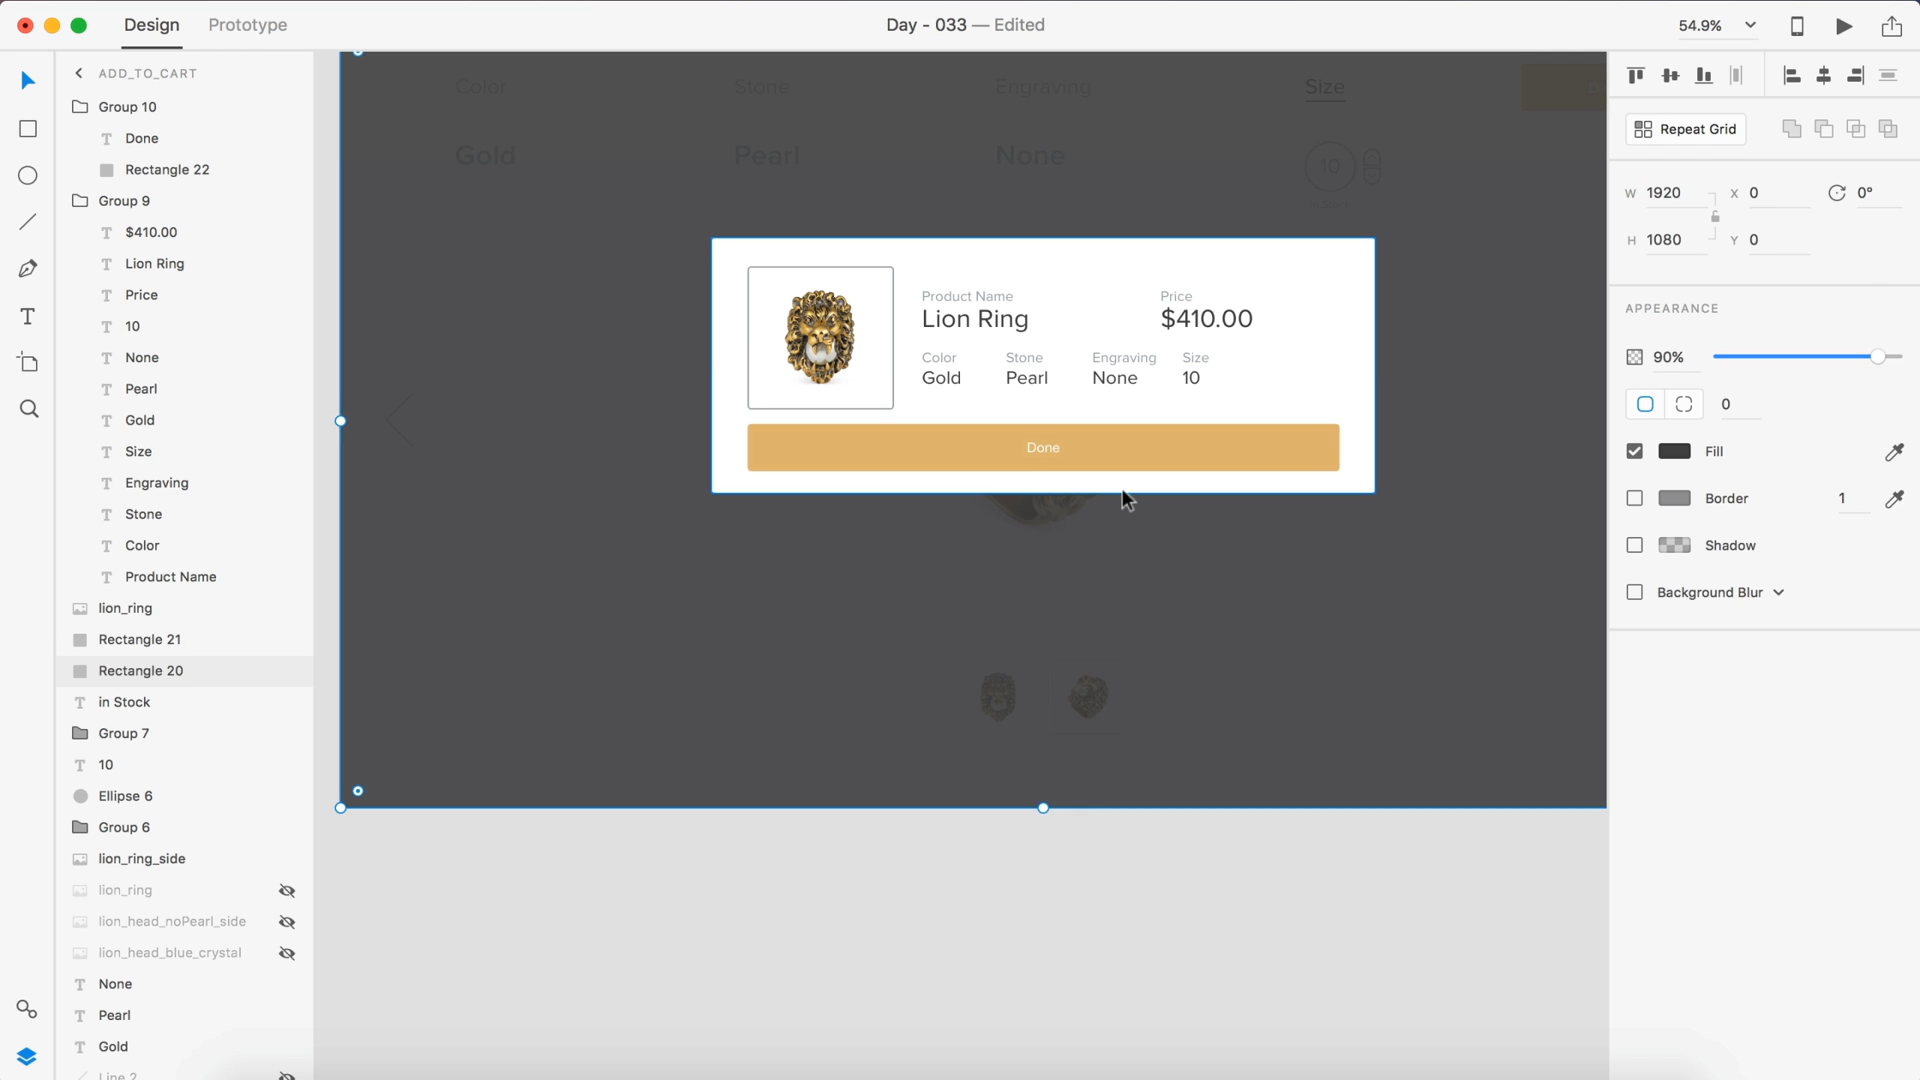 Design
Prototype
Day - 033 — Edited
54.9%
ADD_TO_CART
Group 10
Done
Rectangle 22
Group 9
$410.00
Lion Ring
Price
10
None
Pearl
Gold
Size
Engraving
Stone
Color
Product Name
lion_ring
Rectangle 21
Rectangle 20
in Stock
Group 7
10
Ellipse 6
Group 6
lion_ring_side
lion_ring
lion_head_noPearl_side
lion_head_blue_crystal
None
Pearl
Gold
Line 2
Color
Stone
Engraving
Size
Gold
Pearl
None
10
Product Name
Price
Lion Ring
$410.00
Color
Stone
Engraving
Size
Gold
Pearl
None
10
Done
Repeat Grid
W 1920
X 0
0°
H 1080
Y 0
APPEARANCE
90%
0
Fill
Border
1
Shadow
Background Blur